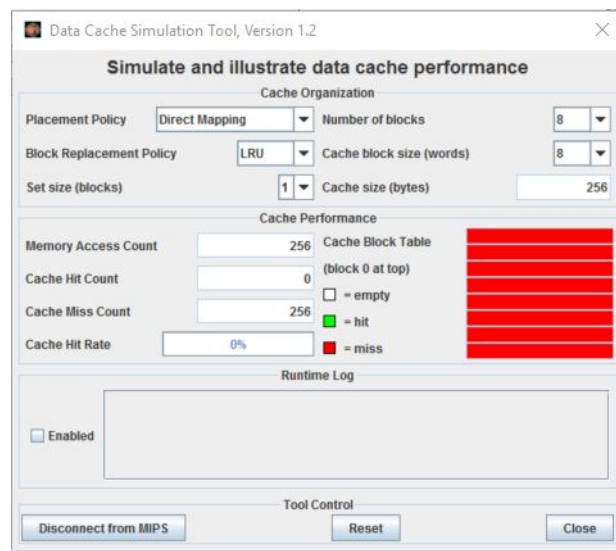 Data Cache Simulation Tool, Version 1.2
Simulate and illustrate data cache performance
Cache Organization
Placement Policy Direct Mapping Number of blocks 8
Block Replacement Policy LRU Cache block size (words) 8
Set size (blocks) 1 Cache size (bytes) 256
Cache Performance
Memory Access Count 256 Cache Block Table
(block 0 at top)
Cache Hit Count 0
= empty
Cache Miss Count 256
= hit
Cache Hit Rate 0%
= miss
Runtime Log
Enabled
Tool Control
Disconnect from MIPS Reset Close